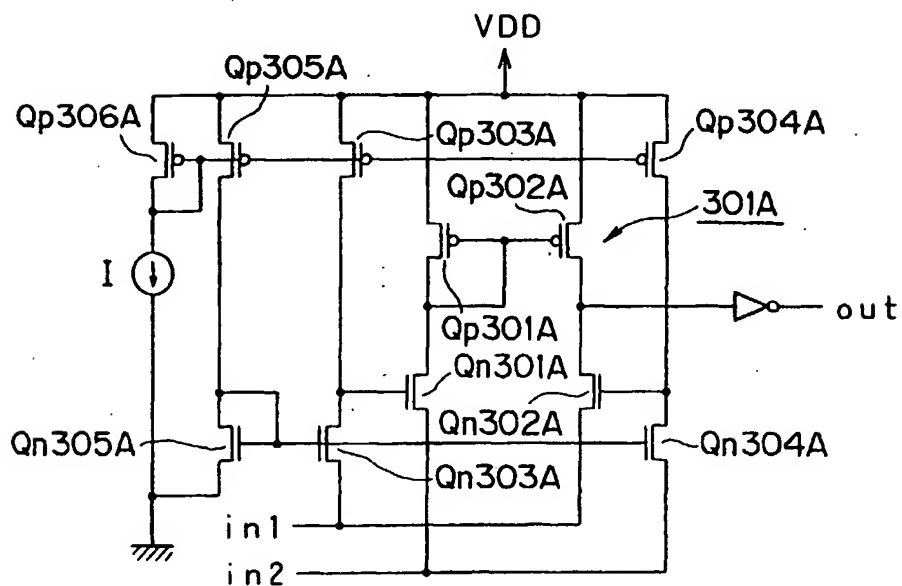 VDD
Qp305A
Qp306A
Qp303A
Qp304A
Qp302A
301A
I
out
Qp301A
Qn301A
Qn302A
Qn305A
Qn304A
Qn303A
in1
in2